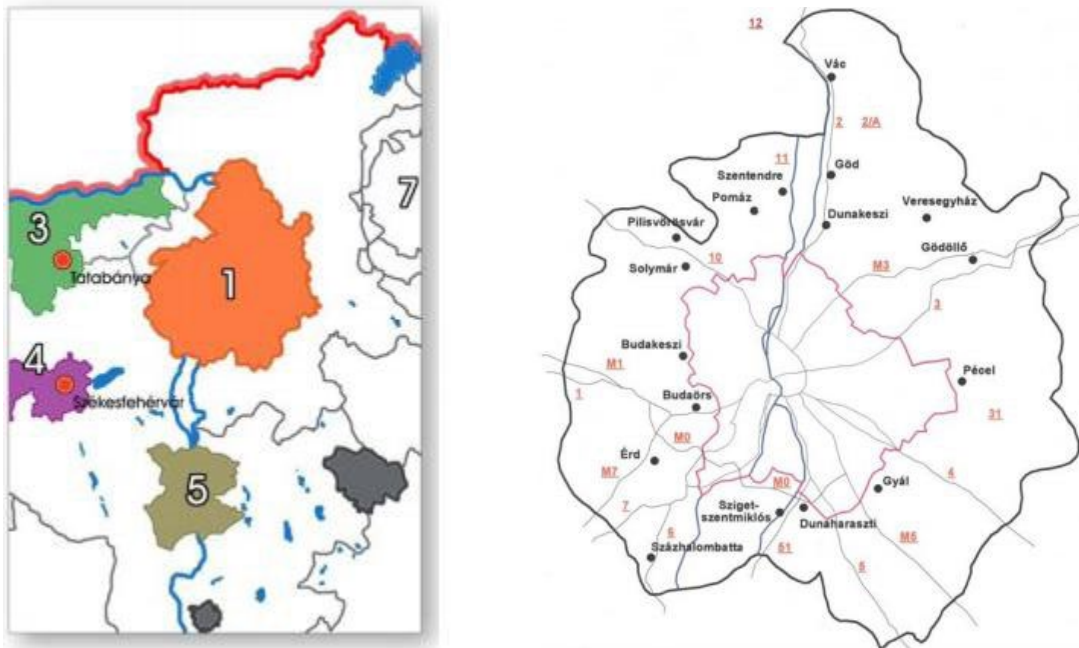 7
3
Tatabánya
1
4
Székesfehérvár
5
12
Vác
2
2/A
11
Göd
Szentendre
Pomáz
Veresegyház
Dunakeszi
Pilisvörösvár
Gödöllő
Solymár
10
M3
3
Budakeszi
M1
Pécel
1
Budaörs
31
M0
Érd
M7
4
M0
Gyál
7
Sziget-
szentmiklós
Dunaharaszti
6
M5
51
Százhalombatta
5